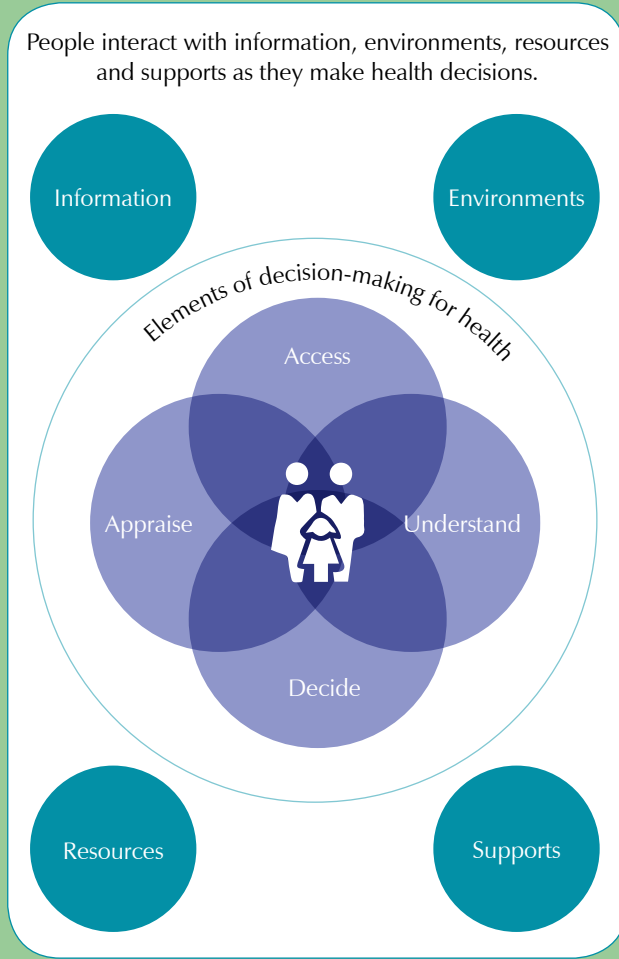 People interact with information, environments, resources
and supports as they make health decisions.
Information
Environments
Elements of decision-making for health
Access
Appraise
Understand
Decide
Resources
Supports